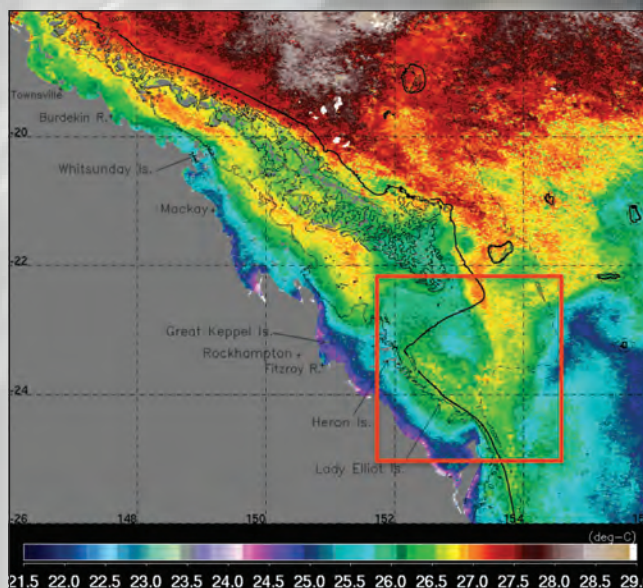 Townsville
Burdekin R.
-20
Whitsunday Is.
Mackay
-22
Great Keppel Is.
Rockhampton
Fitzroy R.
-24
Heron Is.
Lady Elliot Is.
-26
148
150
152
154
(deg-C)
21.5 22.0 22.5 23.0 23.5 24.0 24.5 25.0 25.5 26.0 26.5 27.0 27.5 28.0 28.5 29